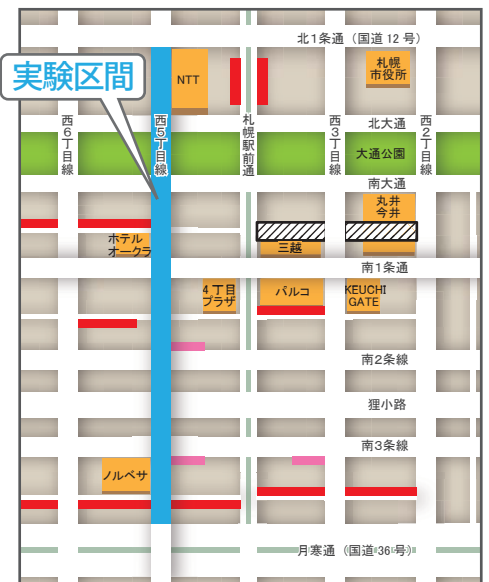 北1条通（国道12号）
実験区間
NTT
札幌
市役所
西6丁目線
西5丁目線
札幌駅前通
西3丁目線
西2丁目線
北大通
大通公園
南大通
丸井
今井
ホテル
オークラ
三越
南1条通
4丁目
プラザ
パルコ
KEUCHI
GATE
南2条線
狸小路
南3条線
ノルベサ
月寒通（国道36号）